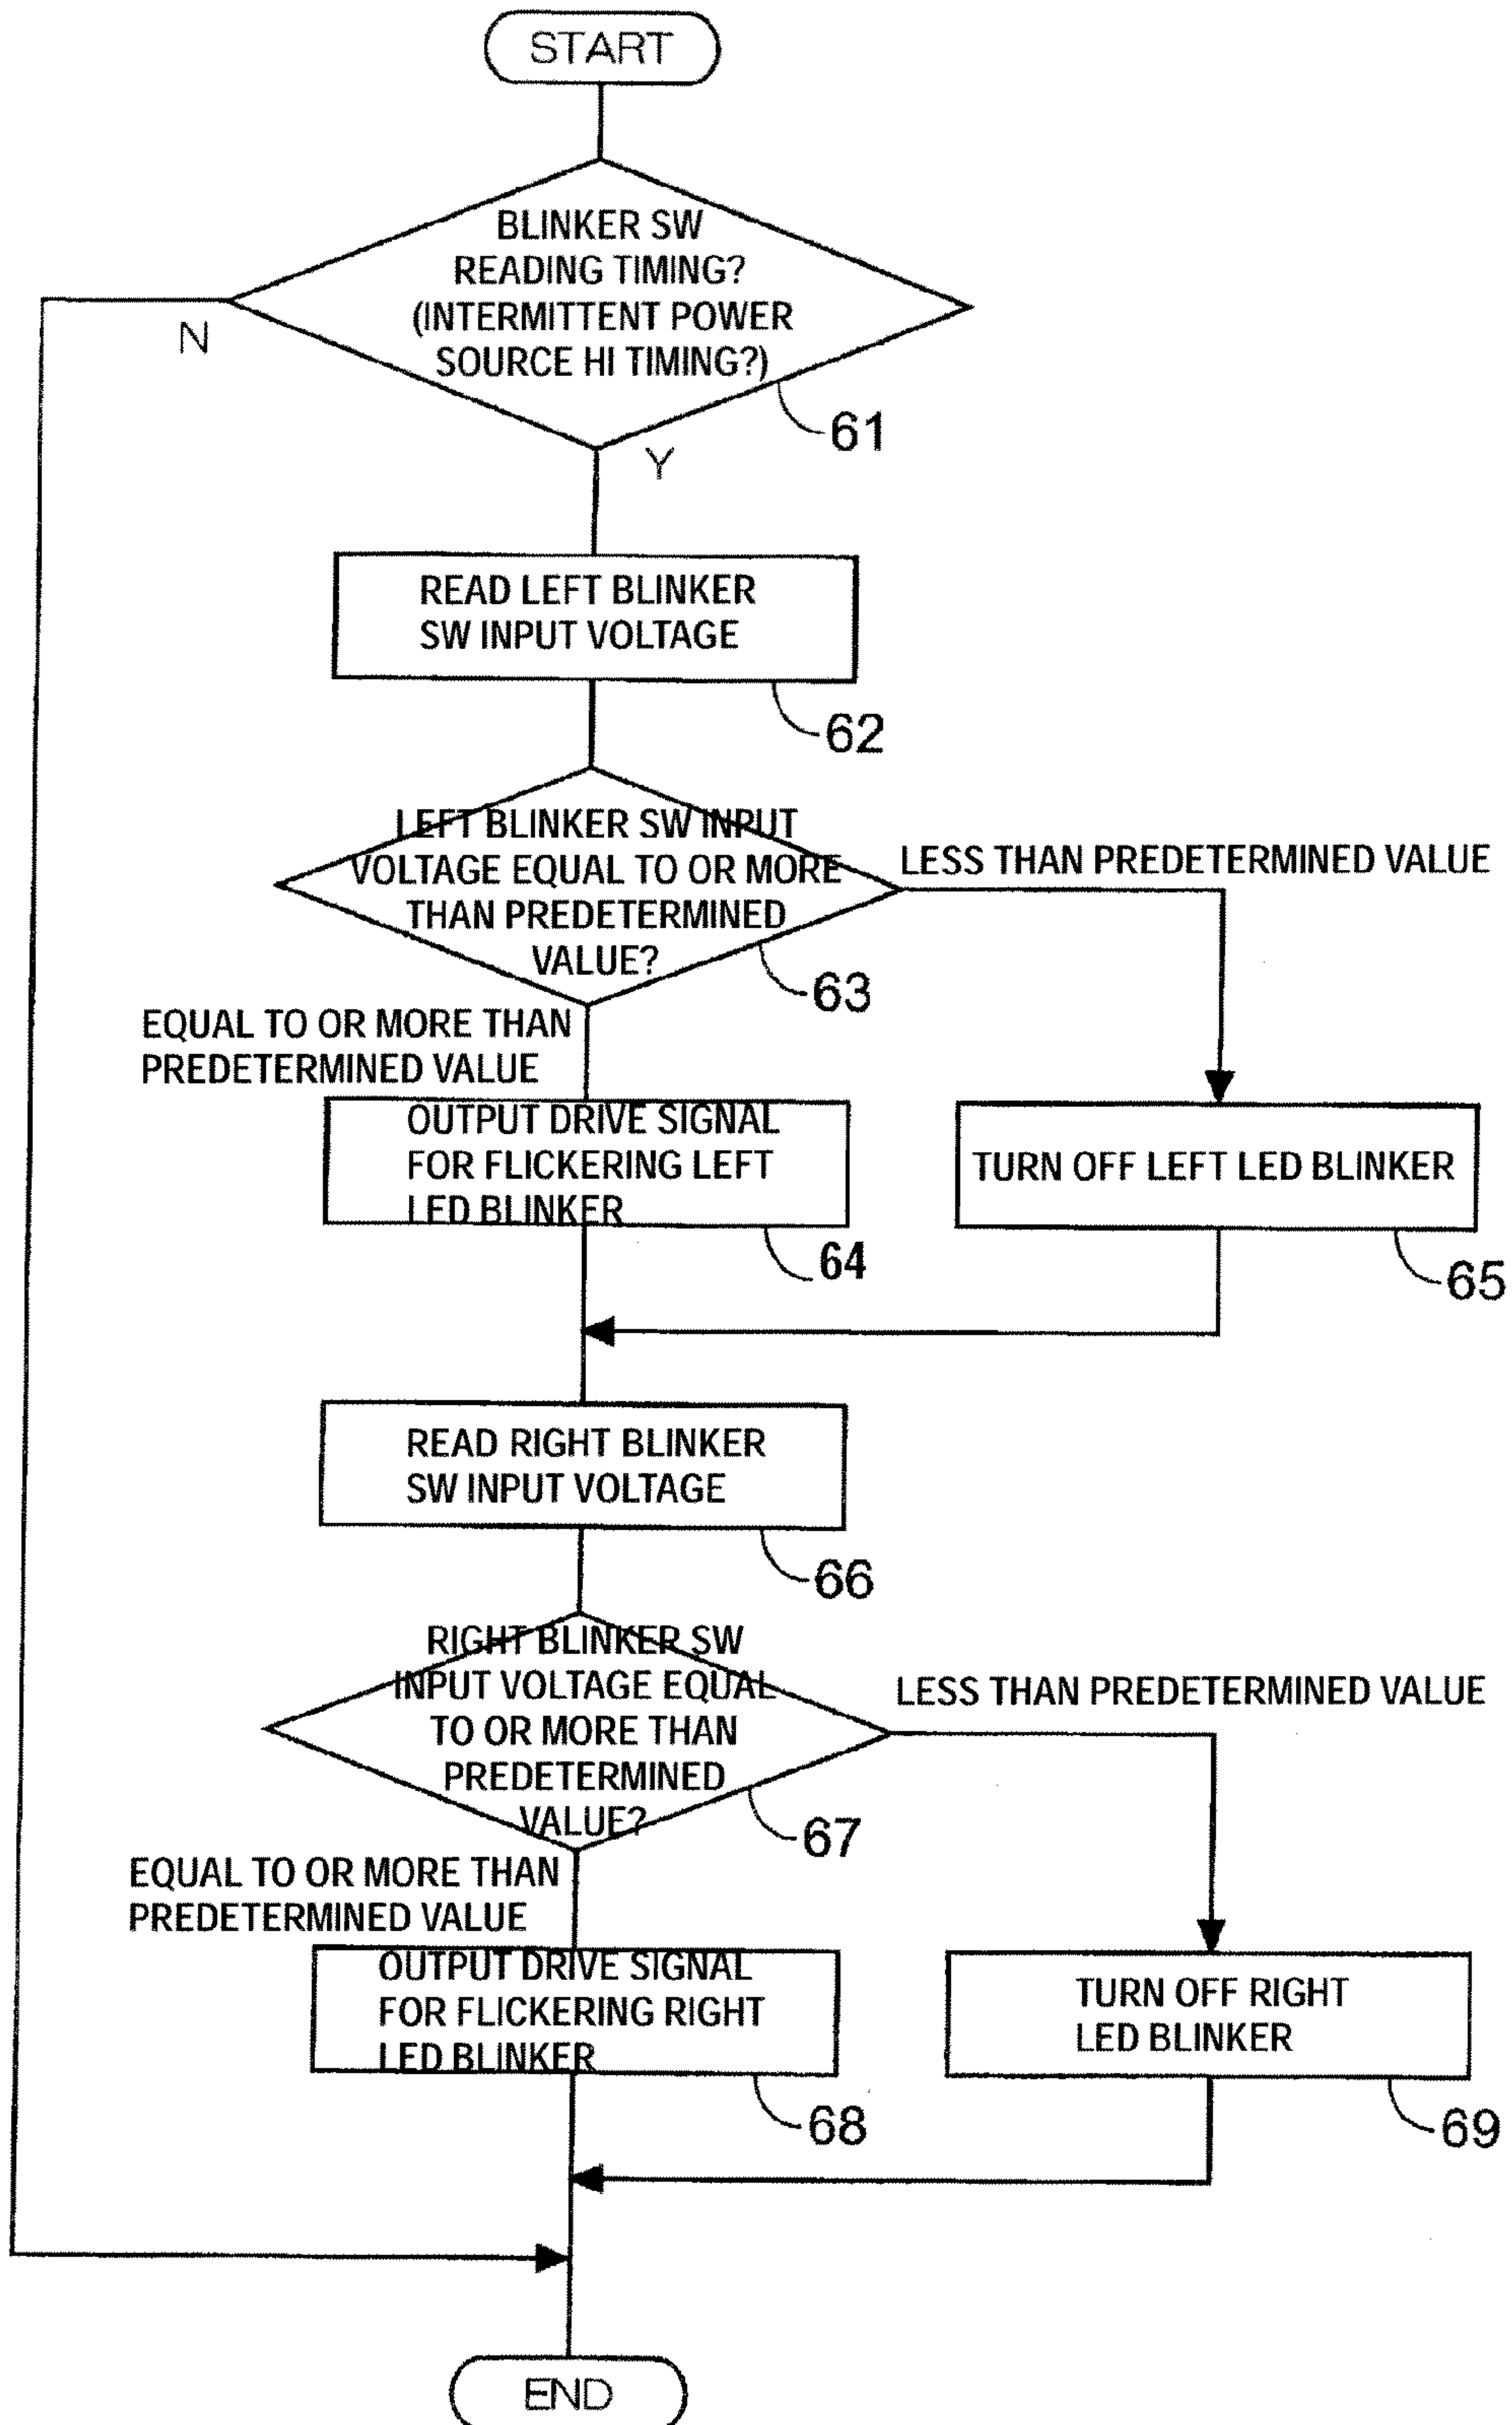 START
BLINKER SW
READING TIMING?
(INTERMITTENT POWER
SOURCE HI TIMING?)
N
61
Y
READ LEFT BLINKER
SW INPUT VOLTAGE
62
LEFT BLINKER SW INPUT
VOLTAGE EQUAL TO OR MORE
THAN PREDETERMINED
VALUE?
LESS THAN PREDETERMINED VALUE
63
EQUAL TO OR MORE THAN
PREDETERMINED VALUE
OUTPUT DRIVE SIGNAL
FOR FLICKERING LEFT
LED BLINKER
64
TURN OFF LEFT LED BLINKER
65
READ RIGHT BLINKER
SW INPUT VOLTAGE
66
RIGHT BLINKER SW
INPUT VOLTAGE EQUAL
TO OR MORE THAN
PREDETERMINED
VALUE?
LESS THAN PREDETERMINED VALUE
67
EQUAL TO OR MORE THAN
PREDETERMINED VALUE
OUTPUT DRIVE SIGNAL
FOR FLICKERING RIGHT
LED BLINKER
68
TURN OFF RIGHT
LED BLINKER
69
END